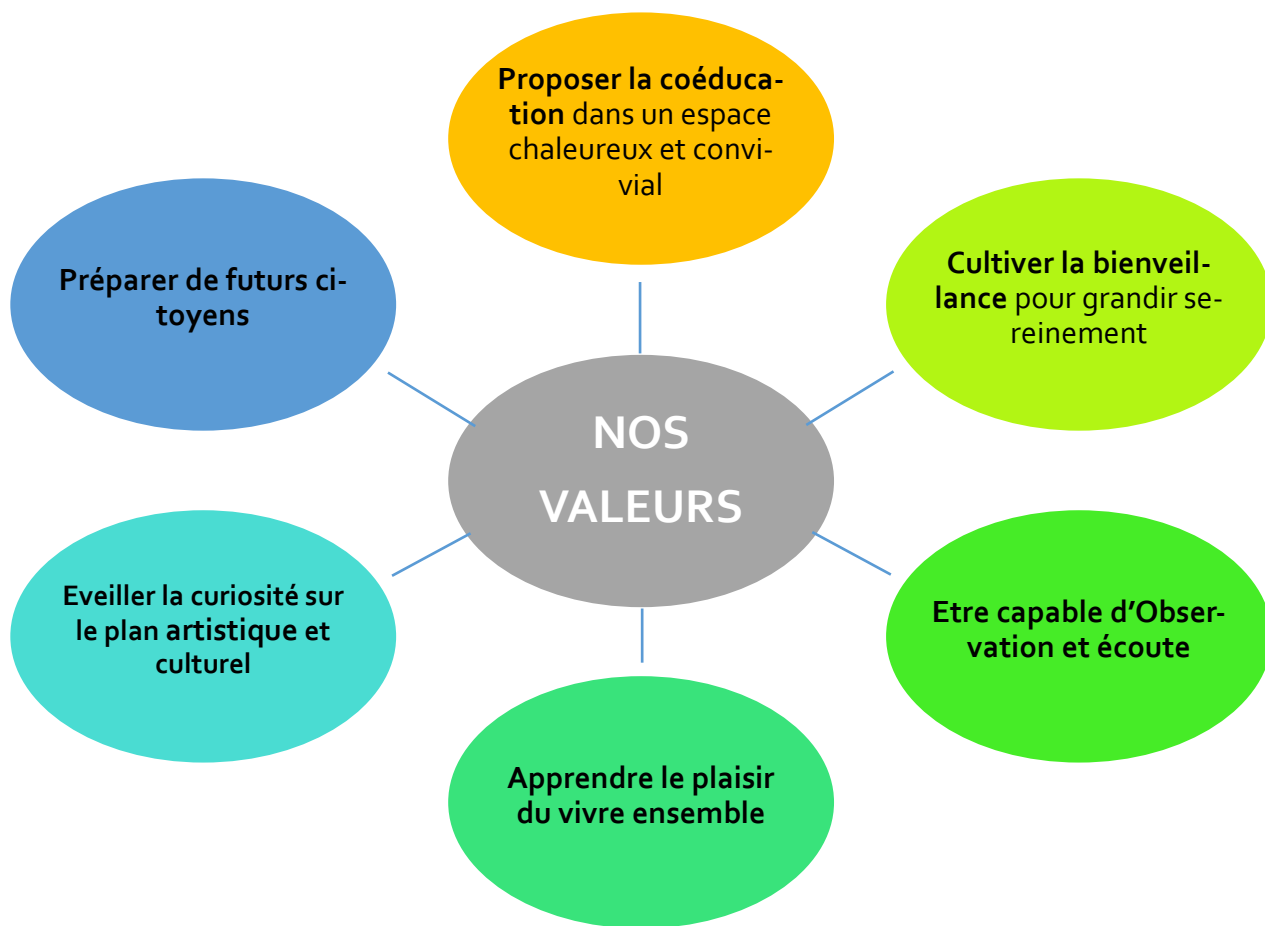 Proposer la coéduca-
tion dans un espace
chaleureux et convi-
vial
Préparer de futurs ci-
toyens
Cultiver la bienveil-
lance pour grandir se-
reinement
NOS
VALEURS
Eveiller la curiosité sur
le plan artistique et
culturel
Etre capable d’Obser-
vation et écoute
Apprendre le plaisir
du vivre ensemble